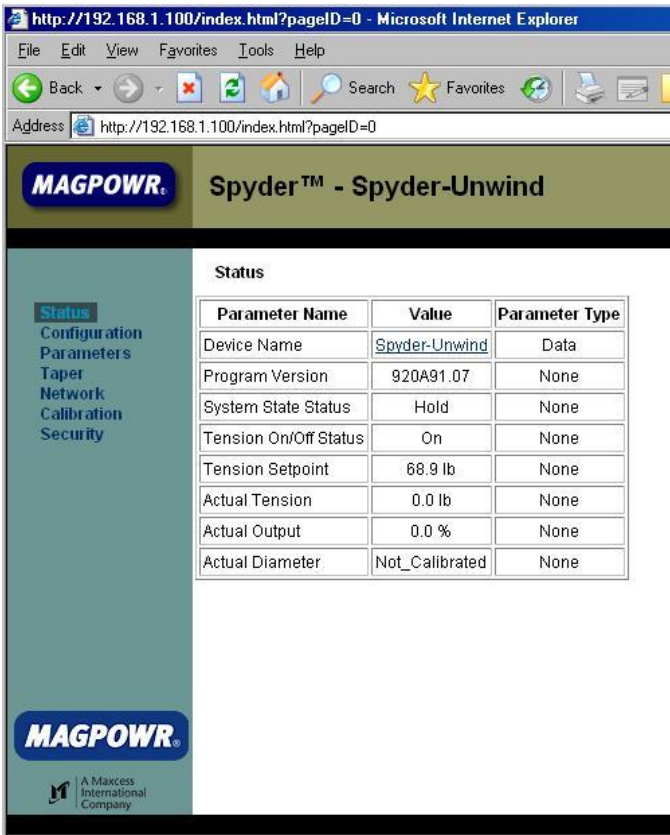 http://192.168.1.100/index.html?pageID=0 - Microsoft Internet Explorer
File Edit View Favorites Tools Help
Back Search Favorites
Address http://192.168.1.100/index.html?pageID=0
MAGPOWR® Spyder™ - Spyder-Unwind
Status
Status
Configuration
Parameters
Taper
Network
Calibration
Security
Parameter Name Value Parameter Type
Device Name Spyder-Unwind Data
Program Version 920A91.07 None
System State Status Hold None
Tension On/Off Status On None
Tension Setpoint 68.9 lb None
Actual Tension 0.0 lb None
Actual Output 0.0 % None
Actual Diameter Not_Calibrated None
MAGPOWR®
A Maxcess
International
Company